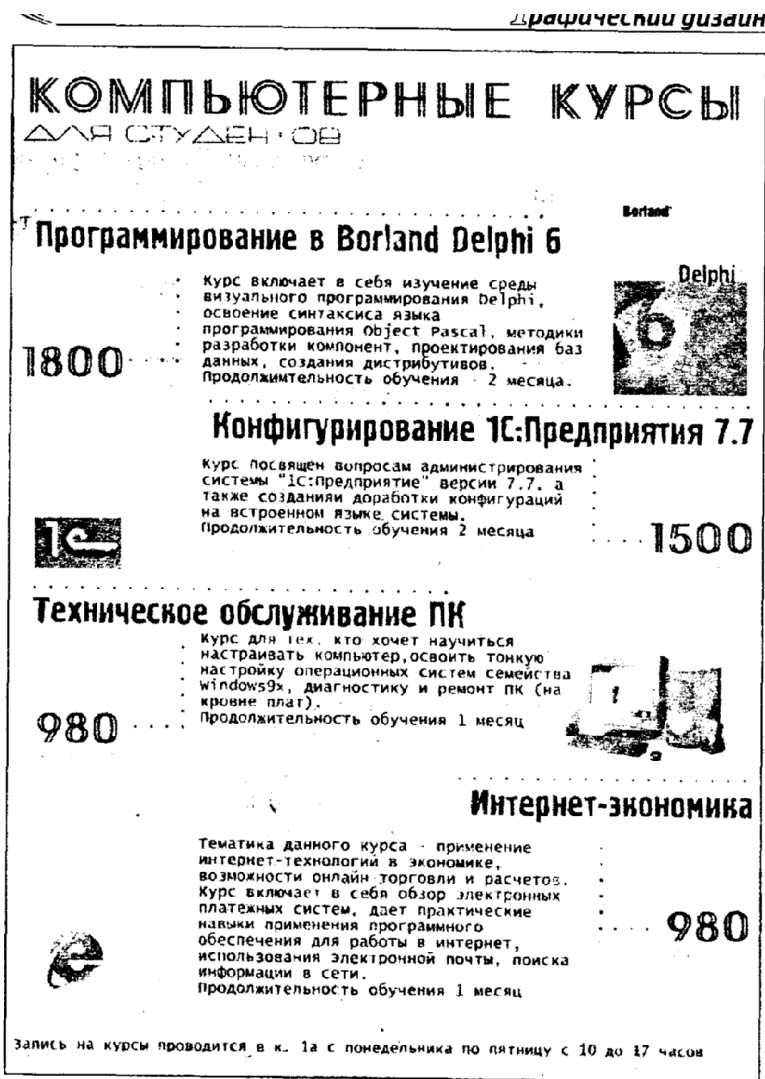 Графический дизайн
КОМПЬЮТЕРНЫЕ КУРСЫ
ДЛЯ СТУДЕНТОВ
Borland
Программирование в Borland Delphi 6
Delphi
Курс включает в себя изучение среды
визуального программирования Delphi,
освоение синтаксиса языка
программирования Object Pascal, методики
разработки компонент, проектирования баз
данных, создания дистрибутивов.
Продолжимтельность обучения - 2 месяца.
1800
Конфигурирование 1С:Предприятия 7.7
Курс посвящен вопросам администрирования
системы "1с:предприятие" версии 7.7. а
также созданияи доработки конфигураций
на встроенном языке системы.
Продолжительность обучения 2 месяца
1С
1500
Техническое обслуживание ПК
Курс для тех, кто хочет научиться
настраивать компьютер,освоить тонкую
настройку операционных систем семейства
windows9x, диагностику и ремонт ПК (на
кровне плат).
Продолжительность обучения 1 месяц
980
Интернет-экономика
Тематика данного курса - применение
интернет-технологий в экономике,
возможности онлайн торговли и расчетов.
Курс включает в себя обзор электронных
платежных систем, дает практические
навыки применения программного
обеспечения для работы в интернет,
использования электронной почты, поиска
информации в сети.
Продолжительность обучения 1 месяц
980
Запись на курсы проводится в к. 1а с понедельника по пятницу с 10 до 17 часов